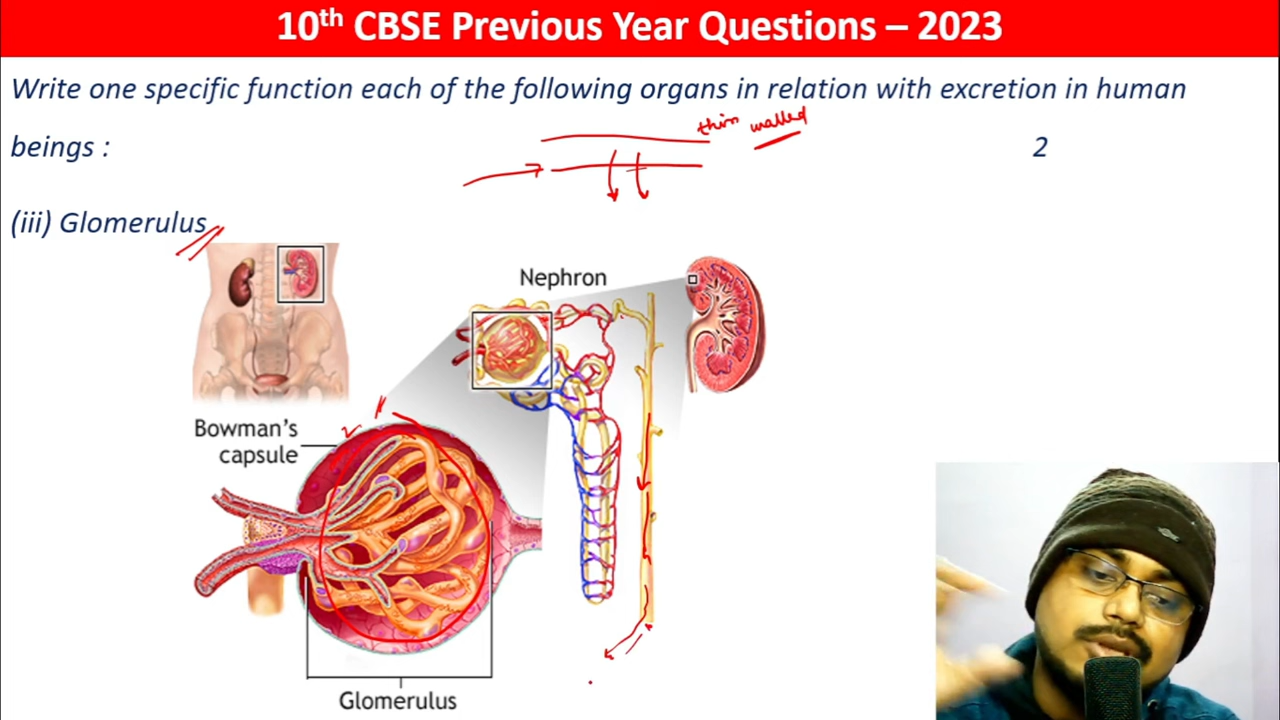 10th CBSE Previous Year Questions – 2023
Write one specific function each of the following organs in relation with excretion in human
beings :
2
thin walled
(iii) Glomerulus
Nephron
Bowman's
capsule
Glomerulus